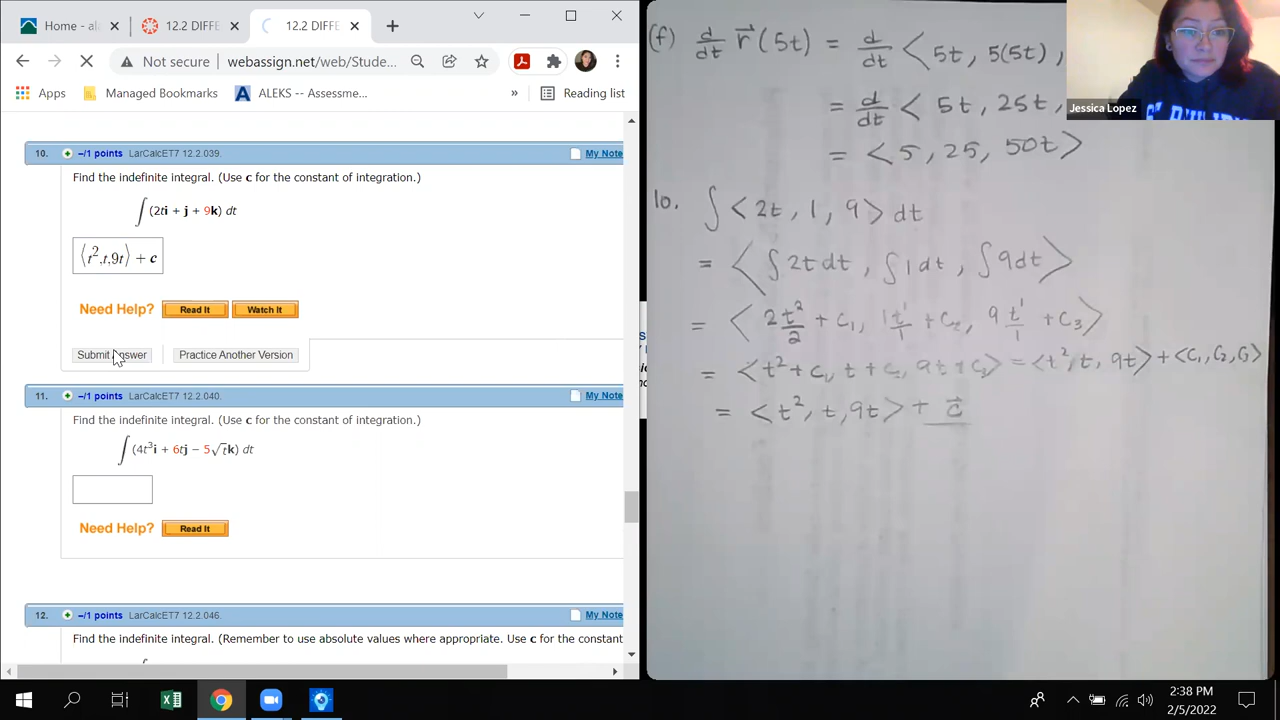 Home - al
12.2 DIFFE
12.2 DIFFE
Not secure
webassign.net/web/Stude...
Apps
Managed Bookmarks
ALEKS -- Assessme...
»
Reading list
10.
–/1 points
LarCalcET7 12.2.039.
My Note
Find the indefinite integral. (Use c for the constant of integration.)
∫ (2ti + j + 9k) dt
⟨t²,t,9t⟩ + c
Need Help?
Read It
Watch It
Submit Answer
Practice Another Version
11.
–/1 points
LarCalcET7 12.2.040.
My Note
Find the indefinite integral. (Use c for the constant of integration.)
∫ (4t³i + 6tj − 5√t k) dt
Need Help?
Read It
12.
–/1 points
LarCalcET7 12.2.046.
My Note
Find the indefinite integral. (Remember to use absolute values where appropriate. Use c for the constant
(f) d/dt r⃗(5t) = d/dt <5t, 5(5t),
= d/dt <5t, 25t,
= <5, 25, 50t>
10. ∫<2t, 1, 9> dt
= <∫2t dt, ∫1 dt, ∫9 dt>
= <2 t²/2 + C₁, 1 t¹/1 + C₂, 9 t¹/1 + C₃>
= <t² + C₁, t + C₂, 9t + C₃> = <t², t, 9t> + <C₁, C₂, C₃>
= <t², t, 9t> + c⃗
Jessica Lopez
2:38 PM
2/5/2022